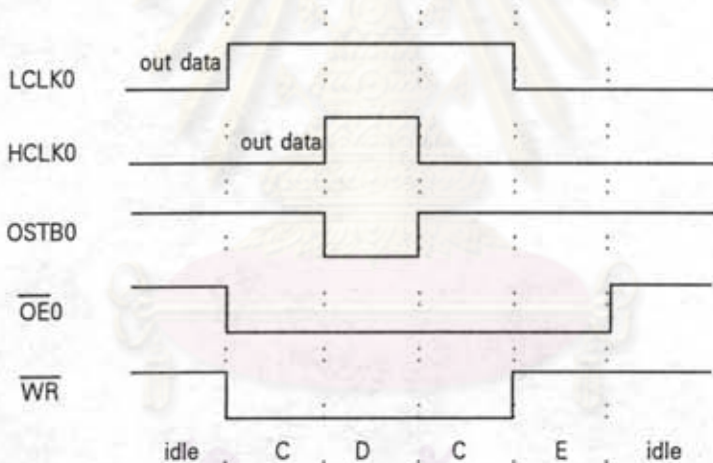 out data
LCLK0
out data
HCLK0
OSTB0
OE0
WR
idle C D C E idle